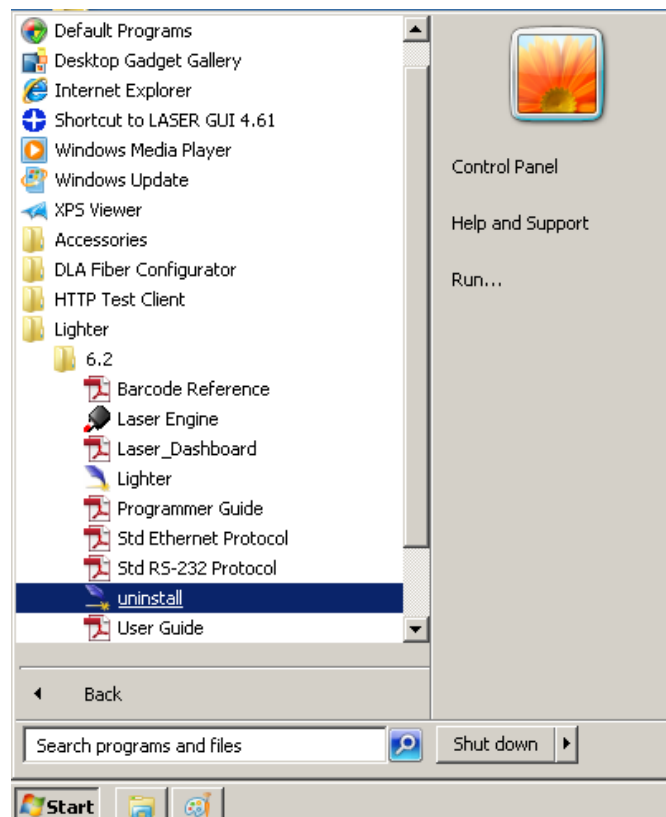 Default Programs
Desktop Gadget Gallery
Internet Explorer
Shortcut to LASER GUI 4.61
Windows Media Player
Windows Update
XPS Viewer
Accessories
DLA Fiber Configurator
HTTP Test Client
Lighter
6.2
Barcode Reference
Laser Engine
Laser_Dashboard
Lighter
Programmer Guide
Std Ethernet Protocol
Std RS-232 Protocol
uninstall
User Guide
Back
Search programs and files
Control Panel
Help and Support
Run...
Shut down
Start